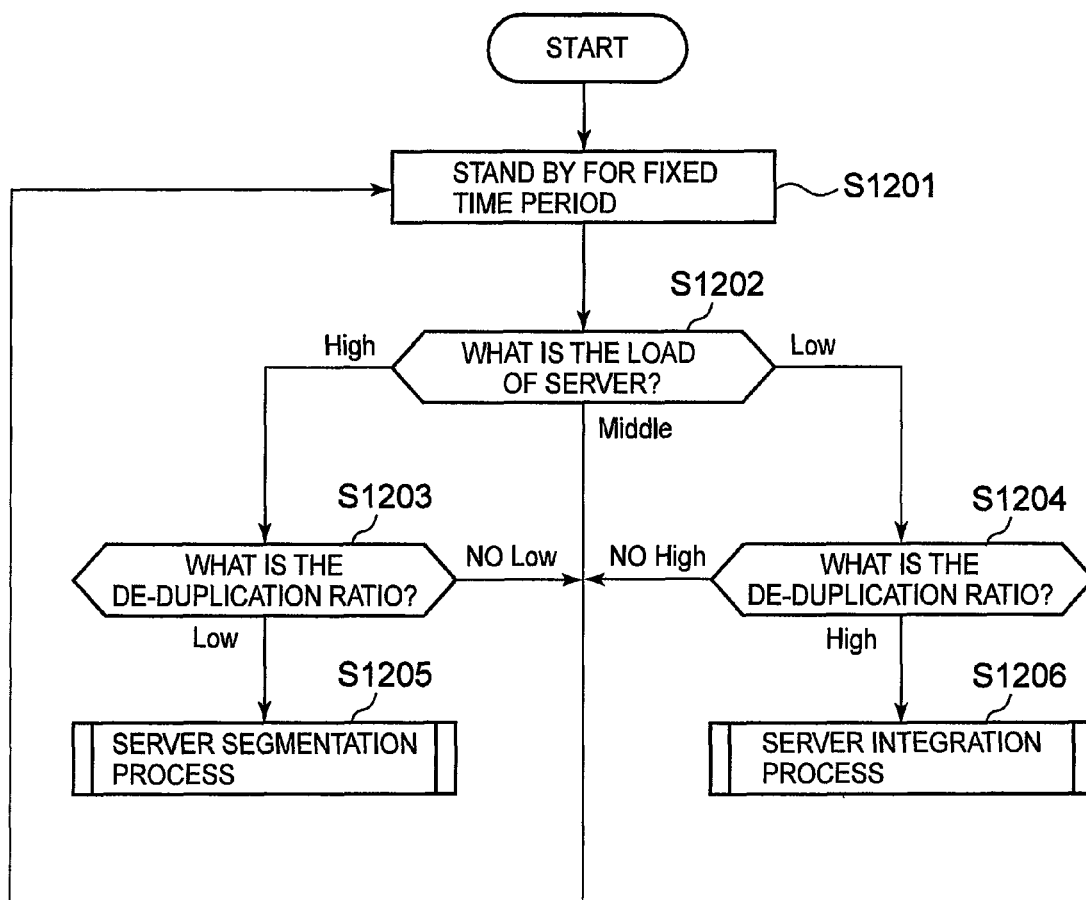 START
STAND BY FOR FIXED
TIME PERIOD
S1201
S1202
High
WHAT IS THE LOAD
OF SERVER?
Low
Middle
S1203
WHAT IS THE
DE-DUPLICATION RATIO?
NO Low
NO High
S1204
WHAT IS THE
DE-DUPLICATION RATIO?
Low
High
S1205
SERVER SEGMENTATION
PROCESS
S1206
SERVER INTEGRATION
PROCESS